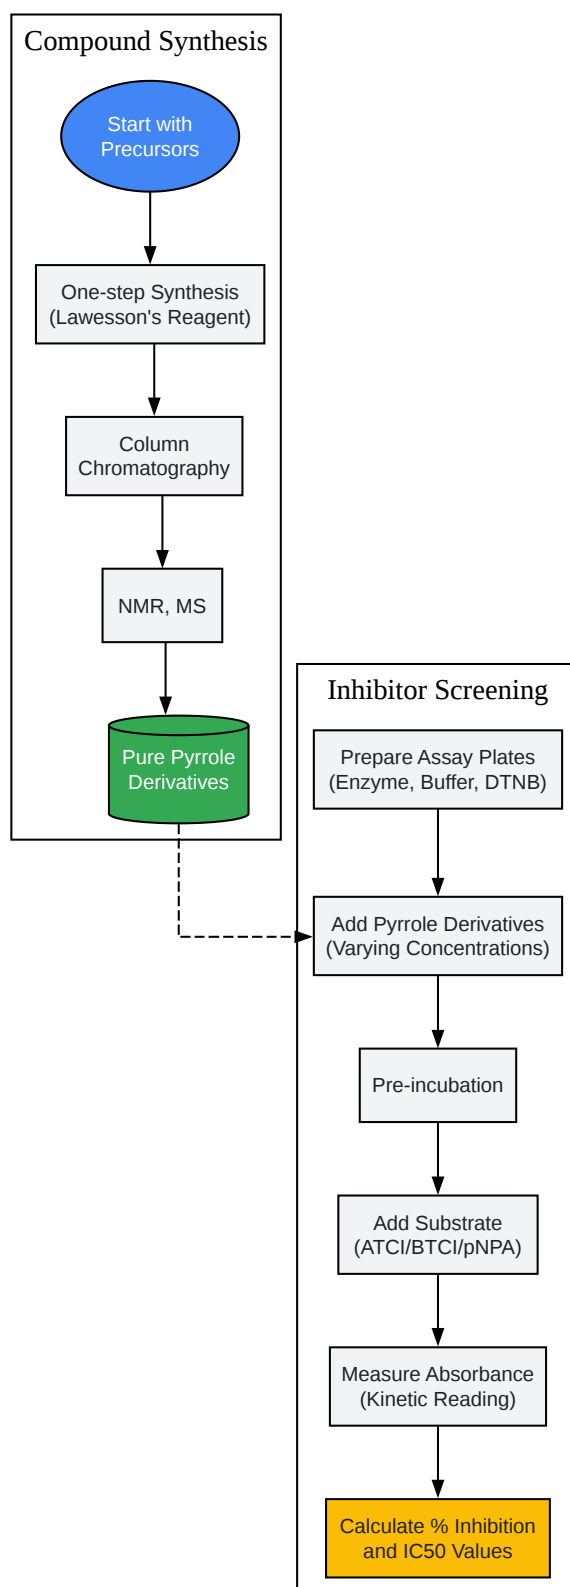 Compound Synthesis
Start with
Precursors
One-step Synthesis
(Lawesson's Reagent)
Column
Chromatography
NMR, MS
Pure Pyrrole
Derivatives
Inhibitor Screening
Prepare Assay Plates
(Enzyme, Buffer, DTNB)
Add Pyrrole Derivatives
(Varying Concentrations)
Pre-incubation
Add Substrate
(ATCI/BTCI/pNPA)
Measure Absorbance
(Kinetic Reading)
Calculate % Inhibition
and IC50 Values